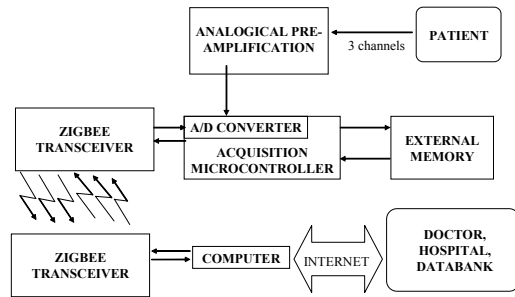 ANALOGICAL PRE-
AMPLIFICATION
3 channels
PATIENT
ZIGBEE
TRANSCEIVER
A/D CONVERTER
ACQUISITION
MICROCONTROLLER
EXTERNAL
MEMORY
ZIGBEE
TRANSCEIVER
COMPUTER
INTERNET
DOCTOR,
HOSPITAL,
DATABANK